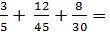 3/5 + 12/45 + 8/30 =